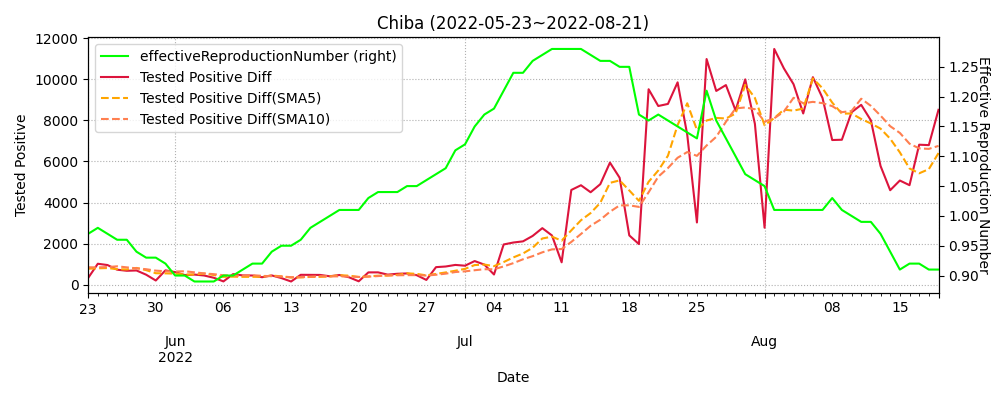 Chiba (2022-05-23~2022-08-21)
effectiveReproductionNumber (right)
Tested Positive Diff
Tested Positive Diff(SMA5)
Tested Positive Diff(SMA10)
Tested Positive
12000
10000
8000
6000
4000
2000
0
Effective Reproduction Number
1.25
1.20
1.15
1.10
1.05
1.00
0.95
0.90
23 30 06 13 20 27 04 11 18 25 08 15
Jun Jul Aug
2022
Date